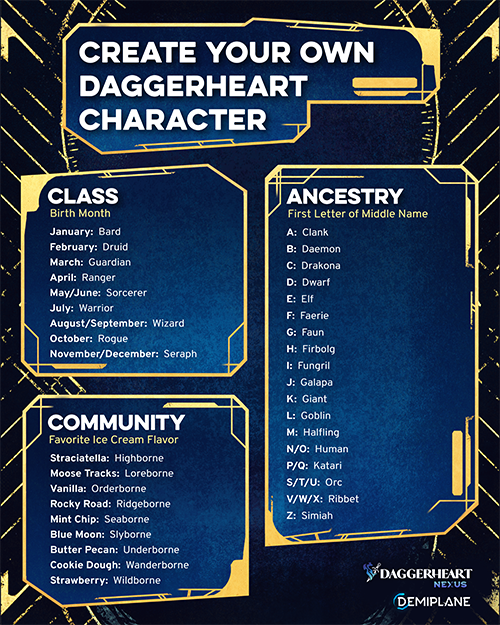 CREATE YOUR OWN
DAGGERHEART
CHARACTER
CLASS
Birth Month
January: Bard
February: Druid
March: Guardian
April: Ranger
May/June: Sorcerer
July: Warrior
August/September: Wizard
October: Rogue
November/December: Seraph
COMMUNITY
Favorite Ice Cream Flavor
Straciatella: Highborne
Moose Tracks: Loreborne
Vanilla: Orderborne
Rocky Road: Ridgeborne
Mint Chip: Seaborne
Blue Moon: Slyborne
Butter Pecan: Underborne
Cookie Dough: Wanderborne
Strawberry: Wildborne
ANCESTRY
First Letter of Middle Name
A: Clank
B: Daemon
C: Drakona
D: Dwarf
E: Elf
F: Faerie
G: Faun
H: Firbolg
I: Fungril
J: Galapa
K: Giant
L: Goblin
M: Halfling
N/O: Human
P/Q: Katari
S/T/U: Orc
V/W/X: Ribbet
Z: Simiah
DAGGERHEART
NEXUS
DEMIPLANE